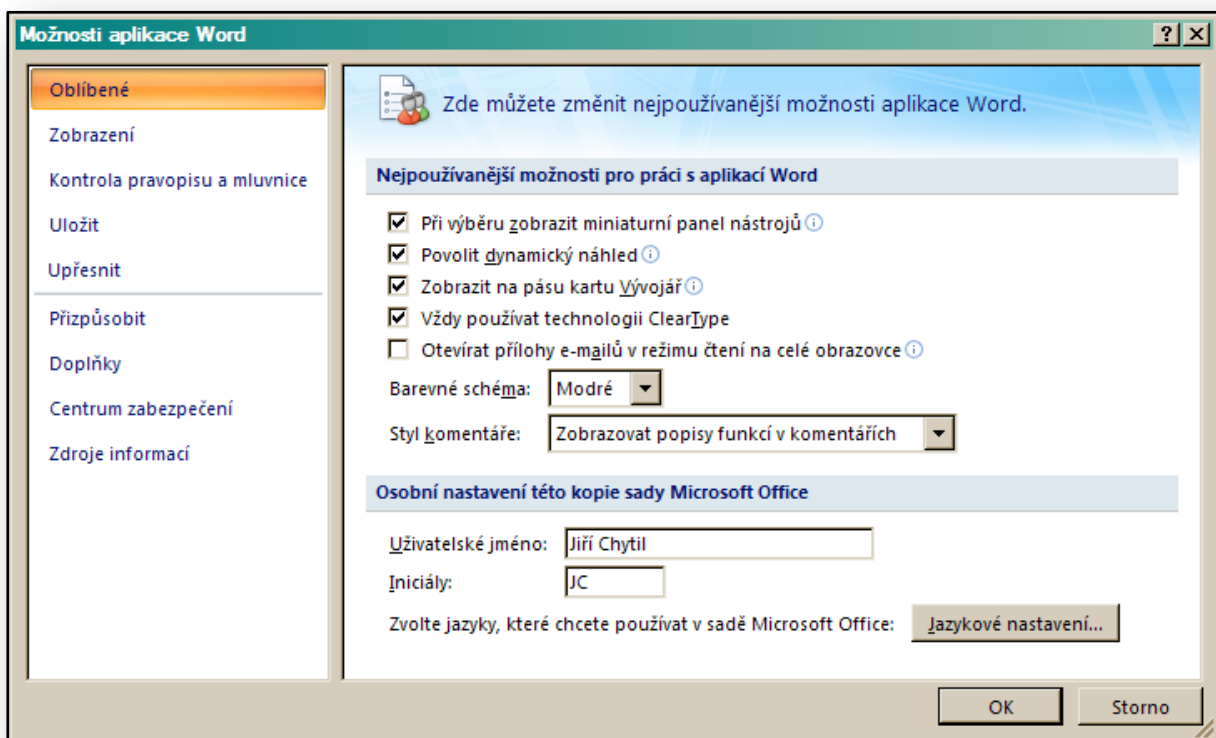 Možnosti aplikace Word
Oblíbené
Zobrazení
Kontrola pravopisu a mluvnice
Uložit
Upřesnit
Přizpůsobit
Doplňky
Centrum zabezpečení
Zdroje informací
Zde můžete změnit nejpoužívanější možnosti aplikace Word.
Nejpoužívanější možnosti pro práci s aplikací Word
Při výběru zobrazit miniaturní panel nástrojů
Povolit dynamický náhled
Zobrazit na pásu kartu Vývojář
Vždy používat technologii ClearType
Otevírat přílohy e-mailů v režimu čtení na celé obrazovce
Barevné schéma: Modré
Styl komentáře: Zobrazovat popisy funkcí v komentářích
Osobní nastavení této kopie sady Microsoft Office
Uživatelské jméno: Jiří Chytil
Iniciály: JC
Zvolte jazyky, které chcete používat v sadě Microsoft Office: Jazykové nastavení...
OK Storno